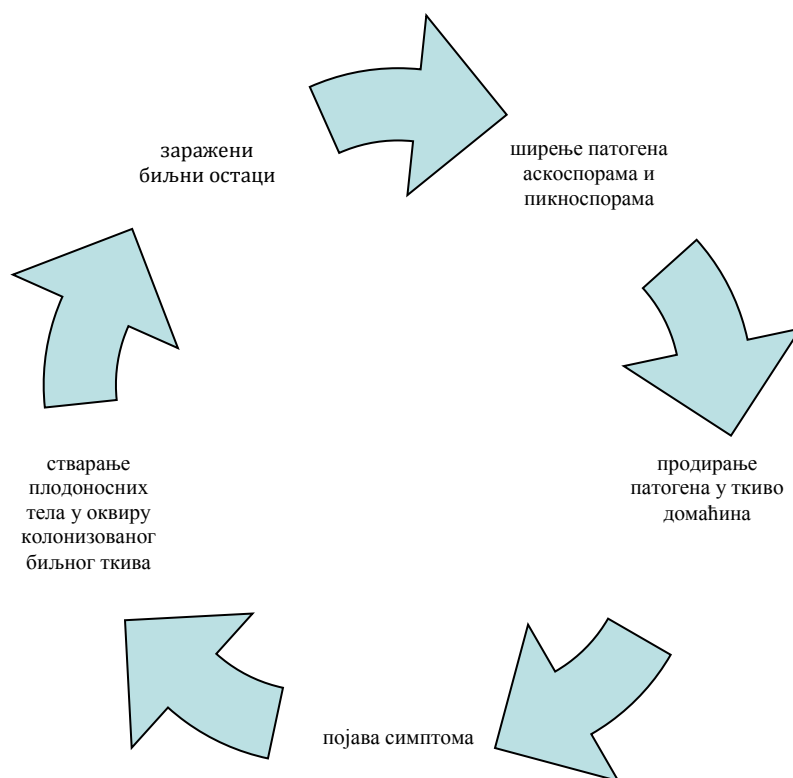 заражени
биљни остаци
ширење патогена
аскоспорама и
пикноспорама
продирање
патогена у ткиво
домаћина
појава симптома
стварање
плодоносних
тела у оквиру
колонизованог
биљног ткива